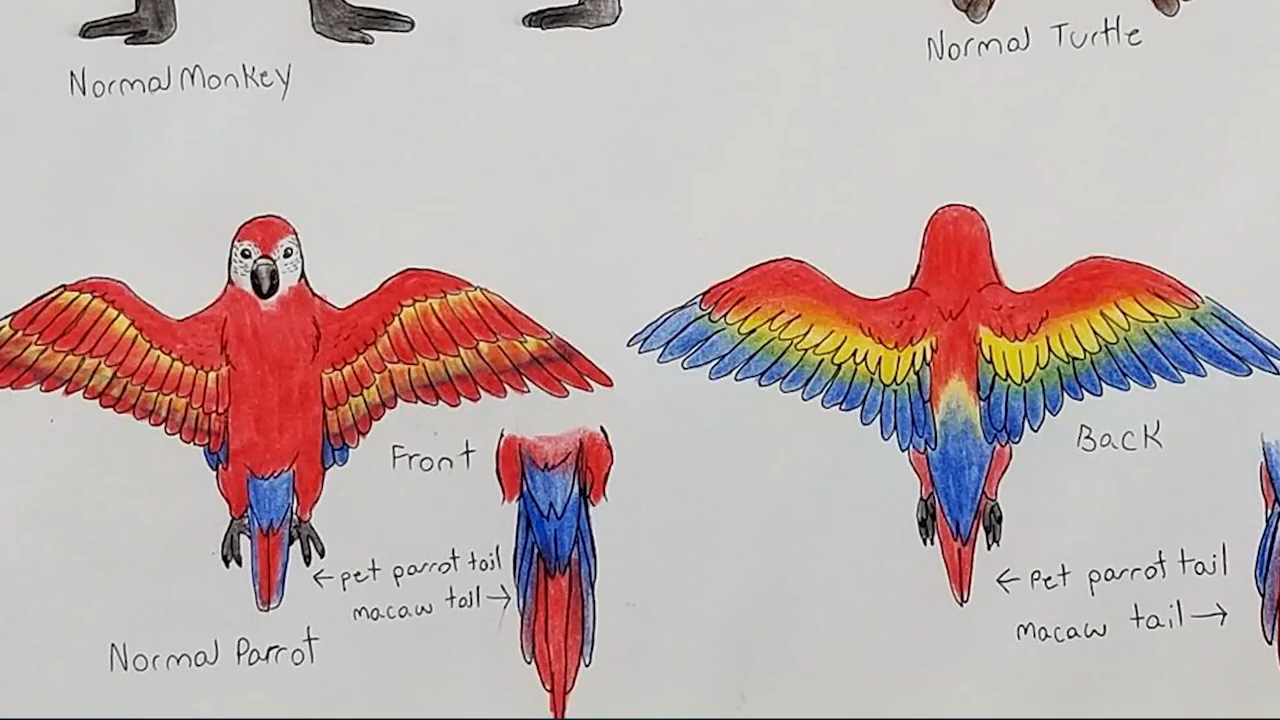 Normal Monkey
Normal Turtle
Front
Back
← pet parrot tail
macaw tail →
← pet parrot tail
macaw tail →
Normal Parrot